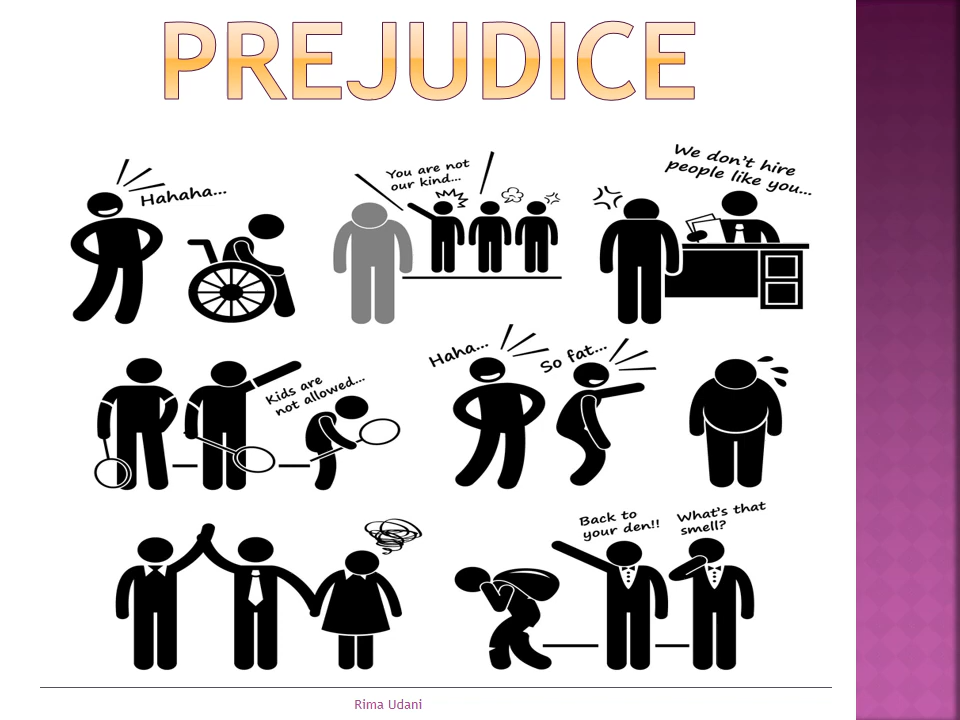 PREJUDICE
Hahaha...
You are not
our kind...
We don't hire
people like you...
Kids are
not allowed...
Haha...
So fat...
Back to
your den!!
What's that
smell?
Rima Udani